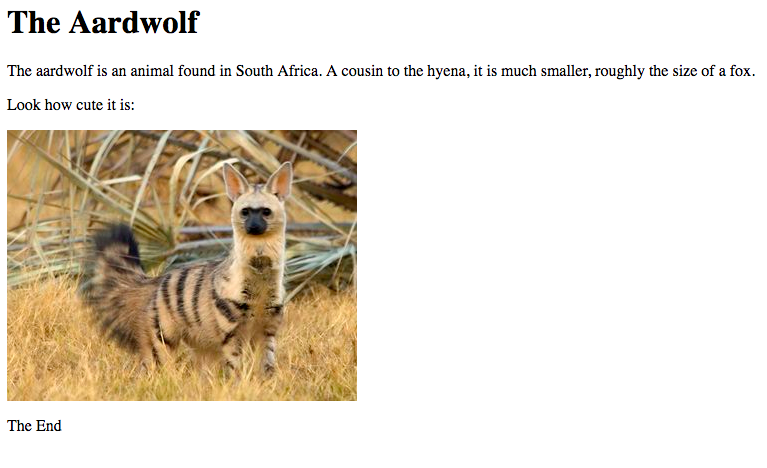 The Aardwolf
The aardwolf is an animal found in South Africa. A cousin to the hyena, it is much smaller, roughly the size of a fox.
Look how cute it is:
The End